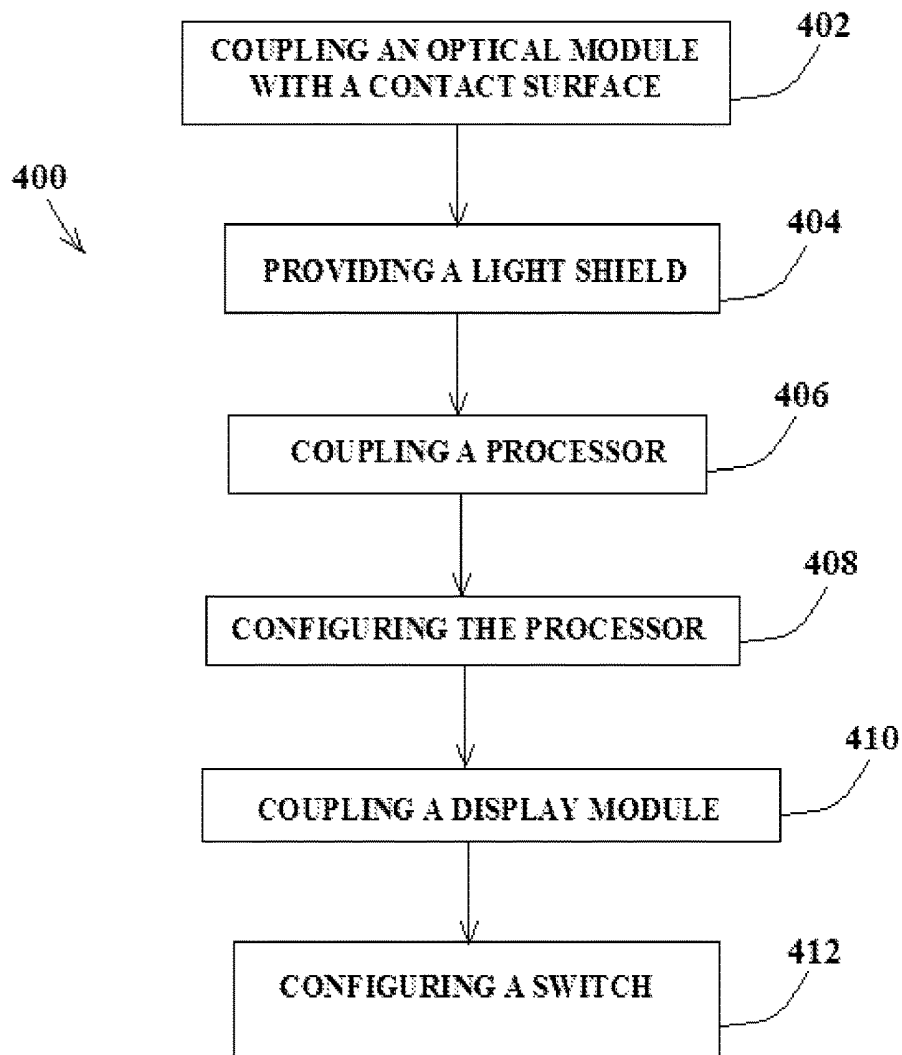 COUPLING AN OPTICAL MODULE
WITH A CONTACT SURFACE
402
400
PROVIDING A LIGHT SHIELD
404
COUPLING A PROCESSOR
406
CONFIGURING THE PROCESSOR
408
COUPLING A DISPLAY MODULE
410
CONFIGURING A SWITCH
412